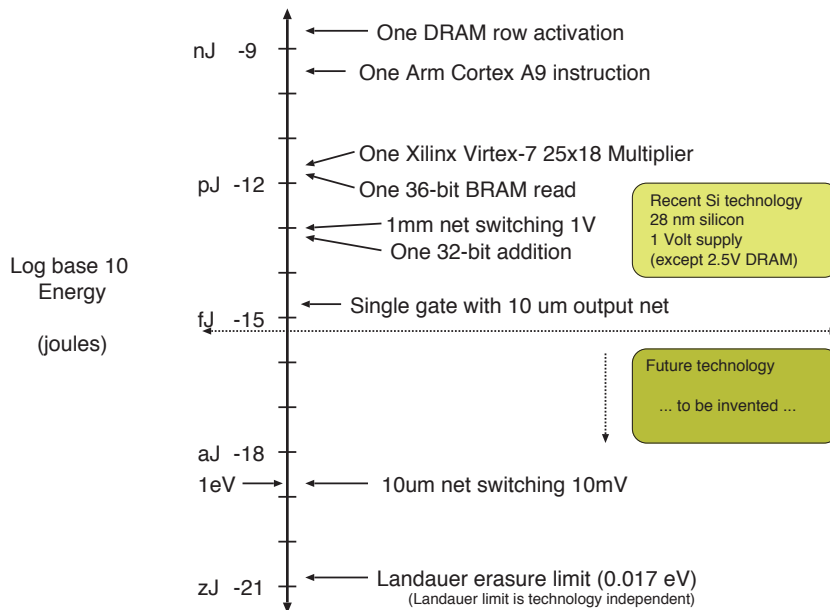 One DRAM row activation
nJ -9
One Arm Cortex A9 instruction
One Xilinx Virtex-7 25x18 Multiplier
pJ -12
One 36-bit BRAM read
Recent Si technology
28 nm silicon
1 Volt supply
(except 2.5V DRAM)
1mm net switching 1V
One 32-bit addition
Log base 10
Energy
(joules)
Single gate with 10 um output net
fJ -15
Future technology
... to be invented ...
aJ -18
1eV
10um net switching 10mV
Landauer erasure limit (0.017 eV)
(Landauer limit is technology independent)
zJ -21